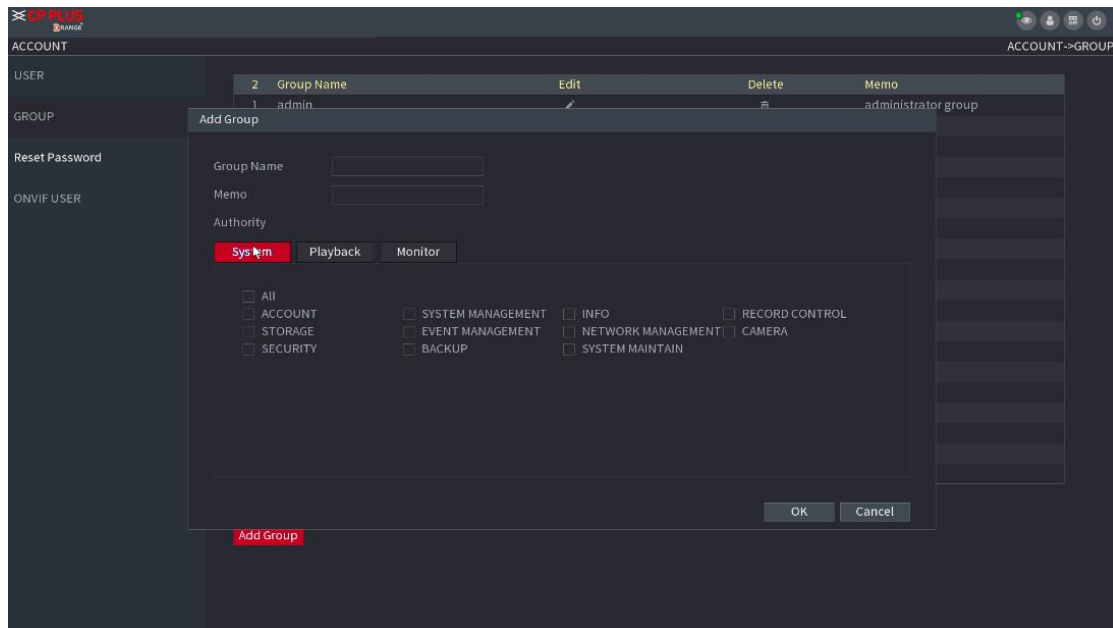 CP PLUS
ORANGE
ACCOUNT
ACCOUNT->GROUP
USER
GROUP
Reset Password
ONVIF USER
2 Group Name Edit Delete Memo
1 admin administrator group
Add Group
Group Name
Memo
Authority
System Playback Monitor
All
ACCOUNT SYSTEM MANAGEMENT INFO RECORD CONTROL
STORAGE EVENT MANAGEMENT NETWORK MANAGEMENT CAMERA
SECURITY BACKUP SYSTEM MAINTAIN
OK Cancel
Add Group